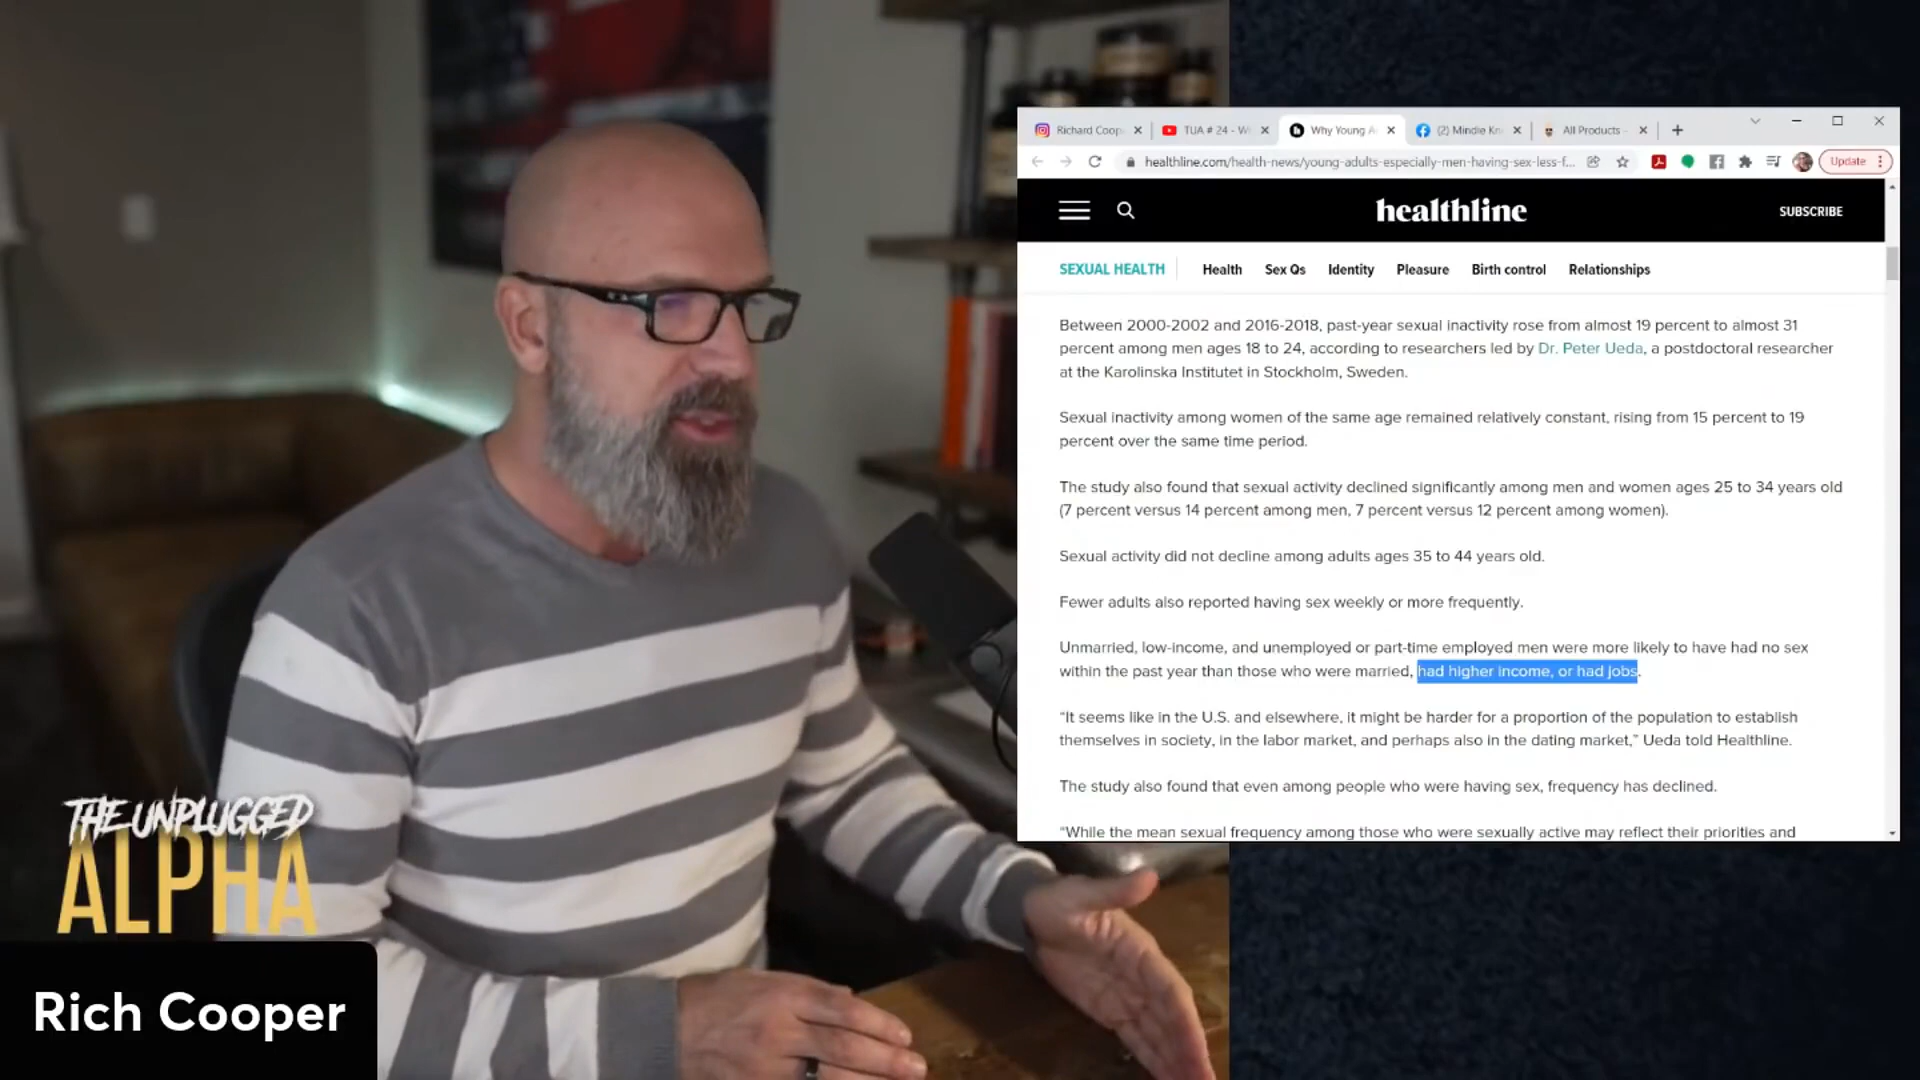 Richard Coop
TUA # 24 - W
Why Young A
(2) Mindie Kn
All Products -
healthline.com/health-news/young-adults-especially-men-having-sex-less-f...
Update
healthline
SUBSCRIBE
SEXUAL HEALTH
Health
Sex Qs
Identity
Pleasure
Birth control
Relationships
Between 2000-2002 and 2016-2018, past-year sexual inactivity rose from almost 19 percent to almost 31
percent among men ages 18 to 24, according to researchers led by Dr. Peter Ueda, a postdoctoral researcher
at the Karolinska Institutet in Stockholm, Sweden.
Sexual inactivity among women of the same age remained relatively constant, rising from 15 percent to 19
percent over the same time period.
The study also found that sexual activity declined significantly among men and women ages 25 to 34 years old
(7 percent versus 14 percent among men, 7 percent versus 12 percent among women).
Sexual activity did not decline among adults ages 35 to 44 years old.
Fewer adults also reported having sex weekly or more frequently.
Unmarried, low-income, and unemployed or part-time employed men were more likely to have had no sex
within the past year than those who were married, had higher income, or had jobs.
“It seems like in the U.S. and elsewhere, it might be harder for a proportion of the population to establish
themselves in society, in the labor market, and perhaps also in the dating market,” Ueda told Healthline.
The study also found that even among people who were having sex, frequency has declined.
“While the mean sexual frequency among those who were sexually active may reflect their priorities and
THE UNPLUGGED
ALPHA
Rich Cooper